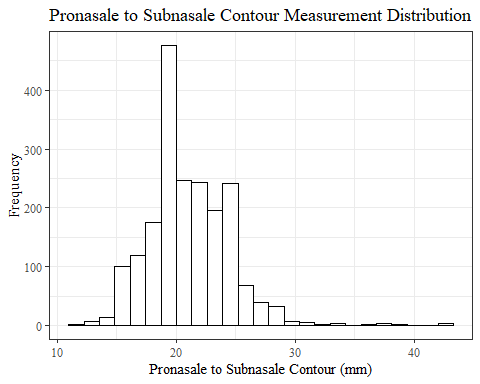 Pronasale to Subnasale Contour Measurement Distribution
Frequency
400
300
200
100
0
10 20 30 40
Pronasale to Subnasale Contour (mm)